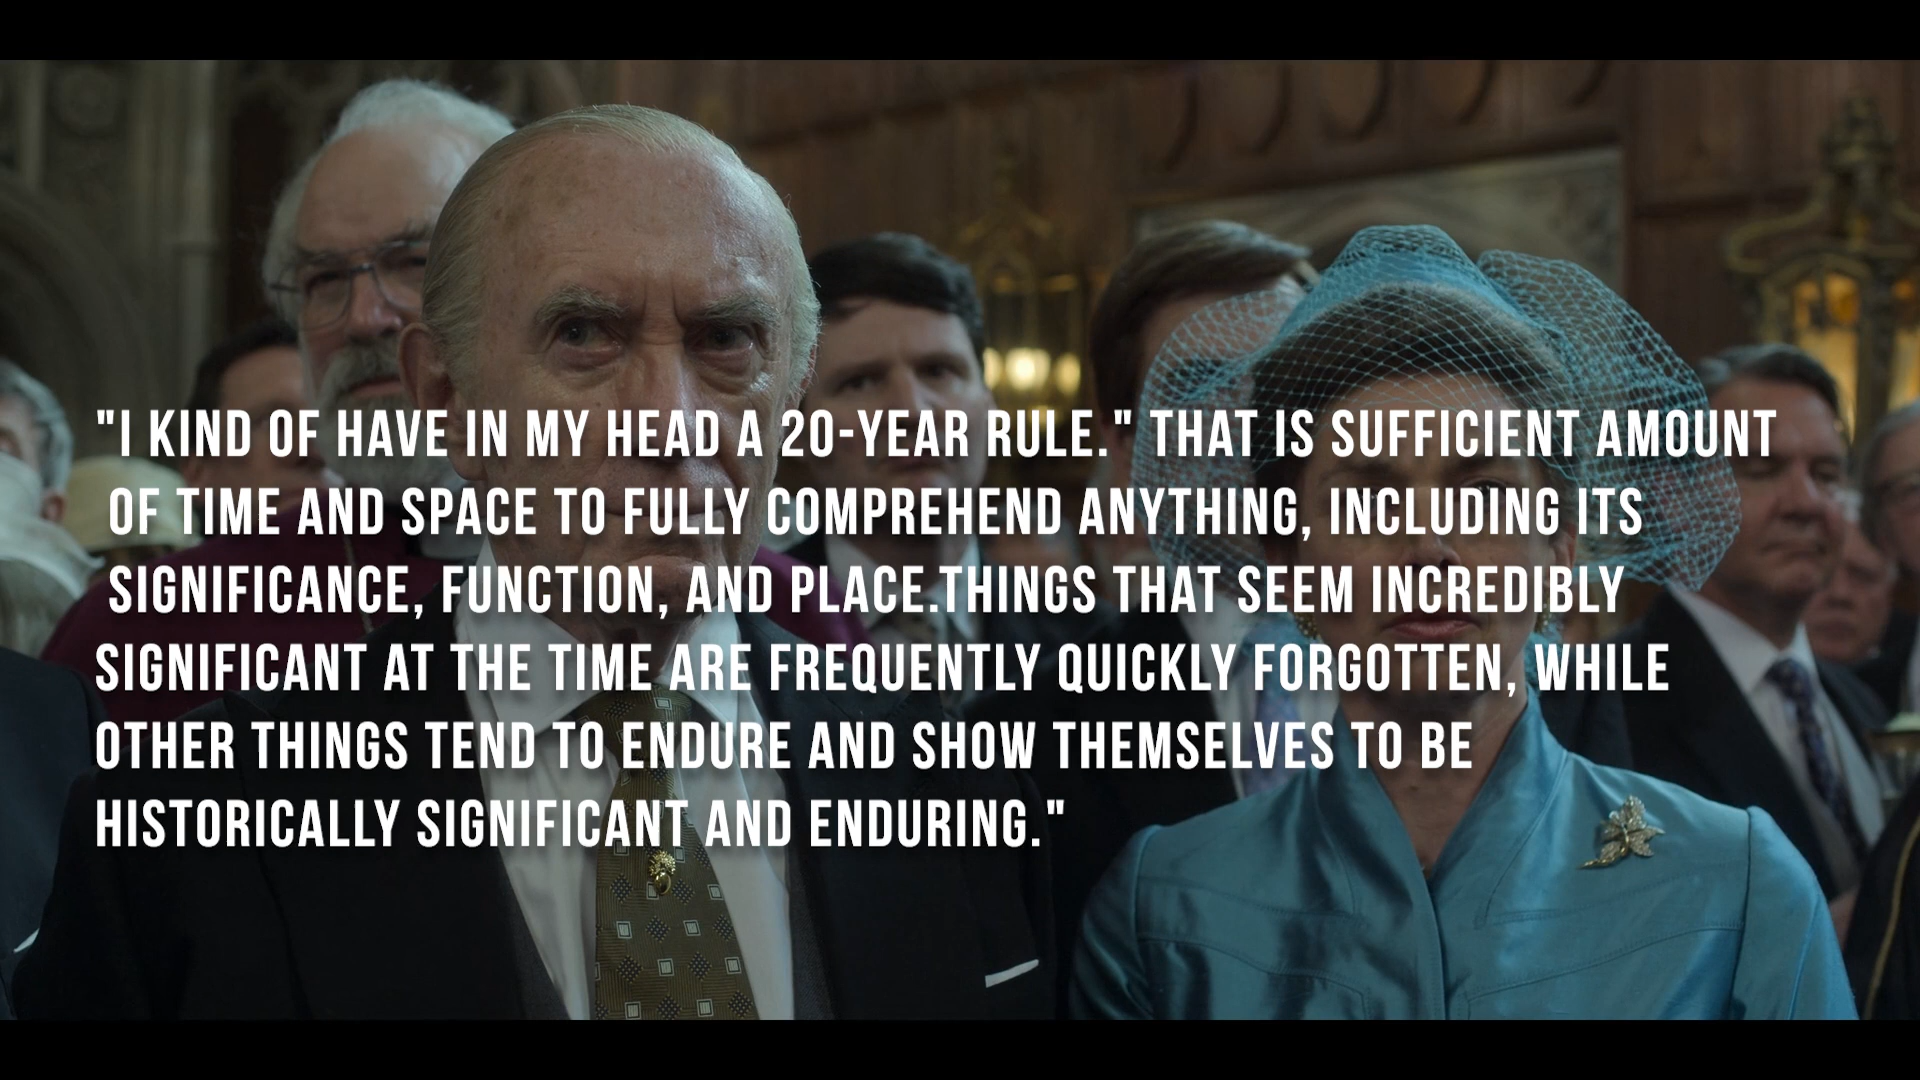 "I KIND OF HAVE IN MY HEAD A 20-YEAR RULE." THAT IS SUFFICIENT AMOUNT
OF TIME AND SPACE TO FULLY COMPREHEND ANYTHING, INCLUDING ITS
SIGNIFICANCE, FUNCTION, AND PLACE.THINGS THAT SEEM INCREDIBLY
SIGNIFICANT AT THE TIME ARE FREQUENTLY QUICKLY FORGOTTEN, WHILE
OTHER THINGS TEND TO ENDURE AND SHOW THEMSELVES TO BE
HISTORICALLY SIGNIFICANT AND ENDURING."